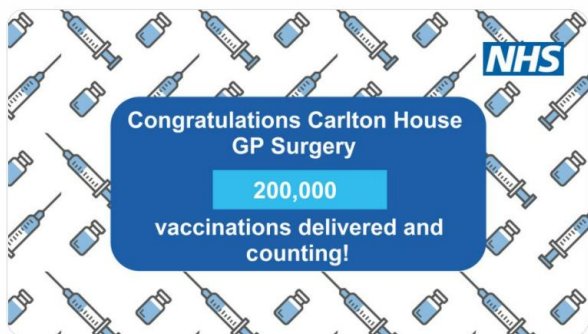 NHS
Congratulations Carlton House
GP Surgery
200,000
vaccinations delivered and
counting!